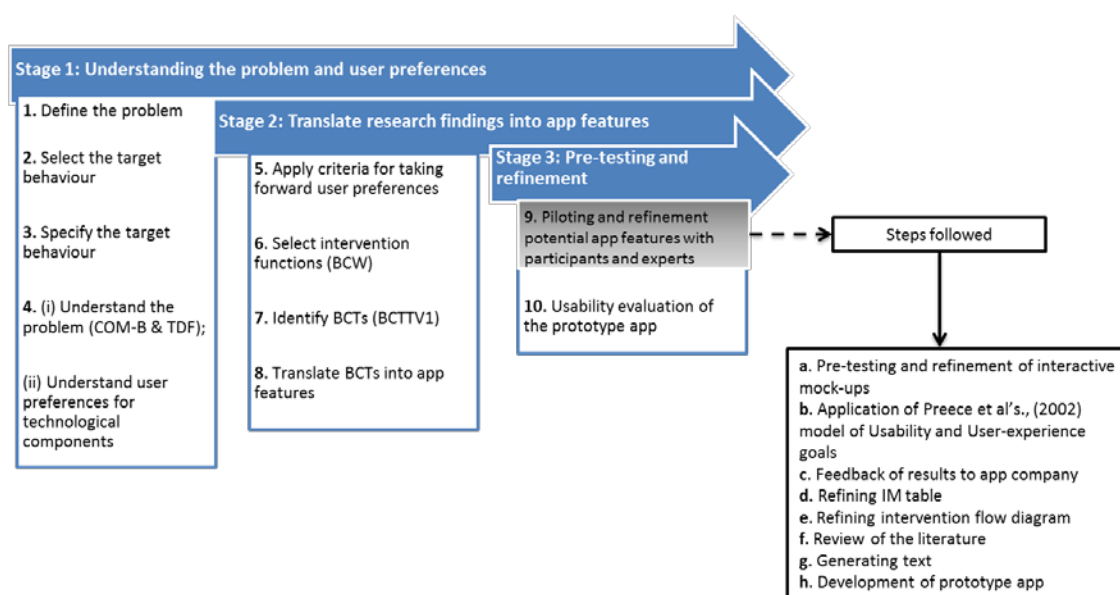 Stage 1: Understanding the problem and user preferences
1. Define the problem
2. Select the target
behaviour
3. Specify the target
behaviour
4. (i) Understand the
problem (COM-B & TDF);
(ii) Understand user
preferences for
technological
components
Stage 2: Translate research findings into app features
5. Apply criteria for taking
forward user preferences
6. Select intervention
functions (BCW)
7. Identify BCTs (BCTTV1)
8. Translate BCTs into app
features
Stage 3: Pre-testing and
refinement
9. Piloting and refinement
potential app features with
participants and experts
10. Usability evaluation of
the prototype app
Steps followed
a. Pre-testing and refinement of interactive
mock-ups
b. Application of Preece et al's., (2002)
model of Usability and User-experience
goals
c. Feedback of results to app company
d. Refining IM table
e. Refining intervention flow diagram
f. Review of the literature
g. Generating text
h. Development of prototype app